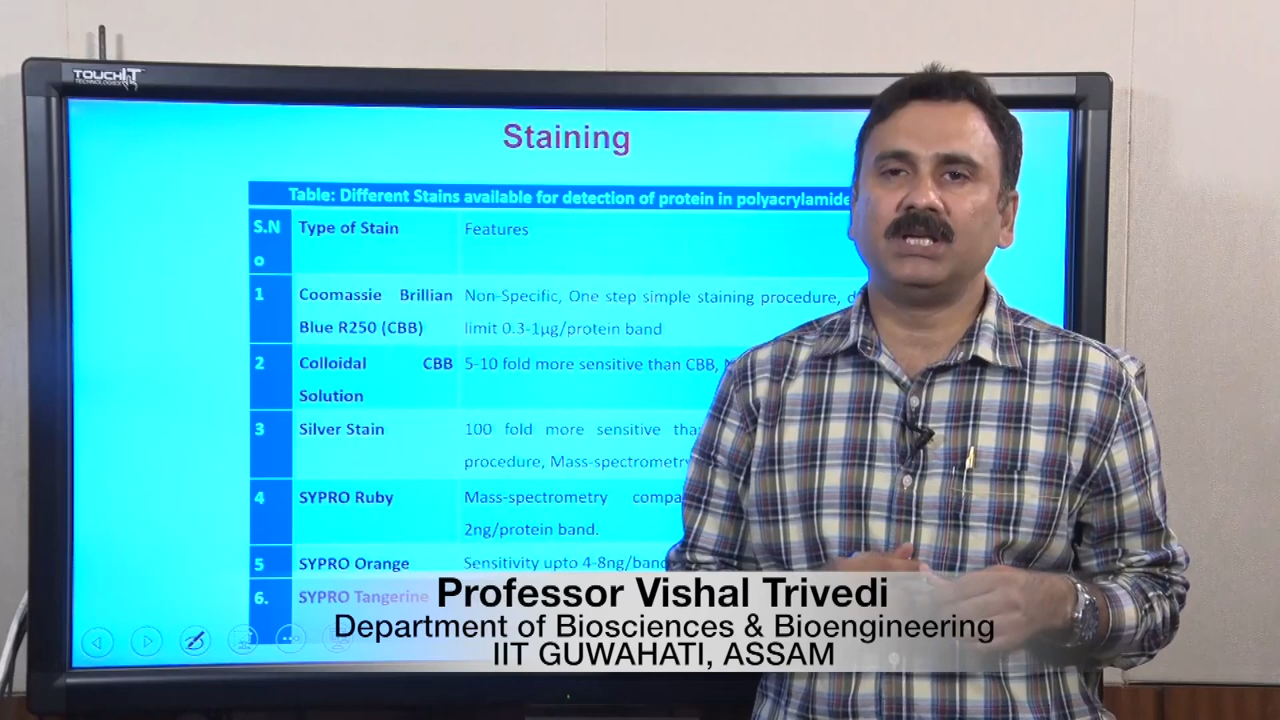 TOUCHIT
TECHNOLOGIES
Staining
Table: Different Stains available for detection of protein in polyacrylamide
S.N
o
Type of Stain
Features
1
Coomassie Brillian
Blue R250 (CBB)
Non-Specific, One step simple staining procedure, d
limit 0.3-1µg/protein band
2
Colloidal CBB
Solution
5-10 fold more sensitive than CBB,
3
Silver Stain
100 fold more sensitive tha
procedure, Mass-spectrometry
4
SYPRO Ruby
Mass-spectrometry compa
2ng/protein band.
5
SYPRO Orange
Sensitivity upto 4-8ng/band
6.
SYPRO Tangerine
Professor Vishal Trivedi
Department of Biosciences & Bioengineering
IIT GUWAHATI, ASSAM